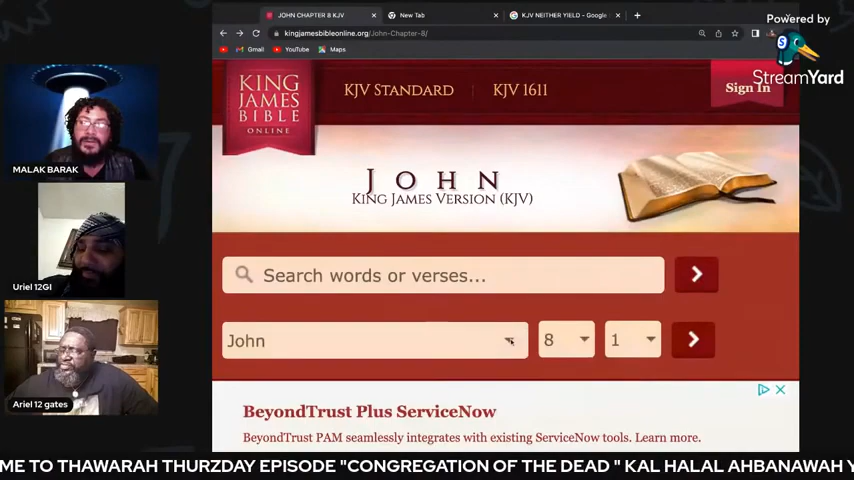 JOHN CHAPTER 8 KJV
New Tab
KJV NEITHER YIELD - Google
kingjamesbibleonline.org/John-Chapter-8/
Gmail
YouTube
Maps
Powered by
StreamYard
KING
JAMES
BIBLE
ONLINE
KJV STANDARD
KJV 1611
Sign In
JOHN
KING JAMES VERSION (KJV)
Search words or verses...
John
8
1
BeyondTrust Plus ServiceNow
BeyondTrust PAM seamlessly integrates with existing ServiceNow tools. Learn more.
MALAK BARAK
Uriel 12GI
Ariel 12 gates
ME TO THAWARAH THURZDAY EPISODE "CONGREGATION OF THE DEAD " KAL HALAL AHBANAWAH Y